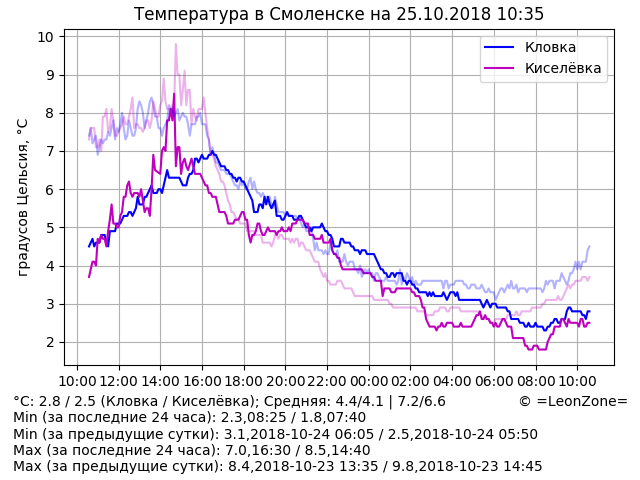 Температура в Смоленске на 25.10.2018 10:35
Кловка
Киселёвка
градусов Цельсия, °C
10
9
8
7
6
5
4
3
2
10:00 12:00 14:00 16:00 18:00 20:00 22:00 00:00 02:00 04:00 06:00 08:00 10:00
°C: 2.8 / 2.5 (Кловка / Киселёвка); Средняя: 4.4/4.1 | 7.2/6.6 © =LeonZone=
Min (за последние 24 часа): 2.3,08:25 / 1.8,07:40
Min (за предыдущие сутки): 3.1,2018-10-24 06:05 / 2.5,2018-10-24 05:50
Max (за последние 24 часа): 7.0,16:30 / 8.5,14:40
Max (за предыдущие сутки): 8.4,2018-10-23 13:35 / 9.8,2018-10-23 14:45